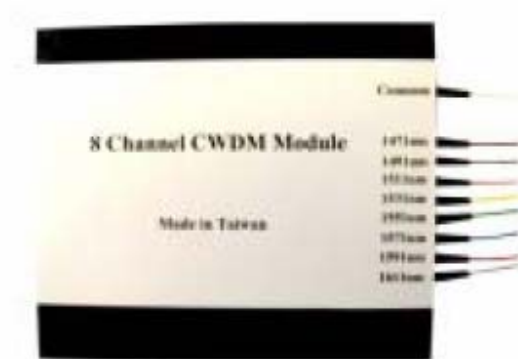 Common
8 Channel CWDM Module
1471nm
1491nm
1511nm
1531nm
1551nm
1571nm
1591nm
1611nm
Made in Taiwan